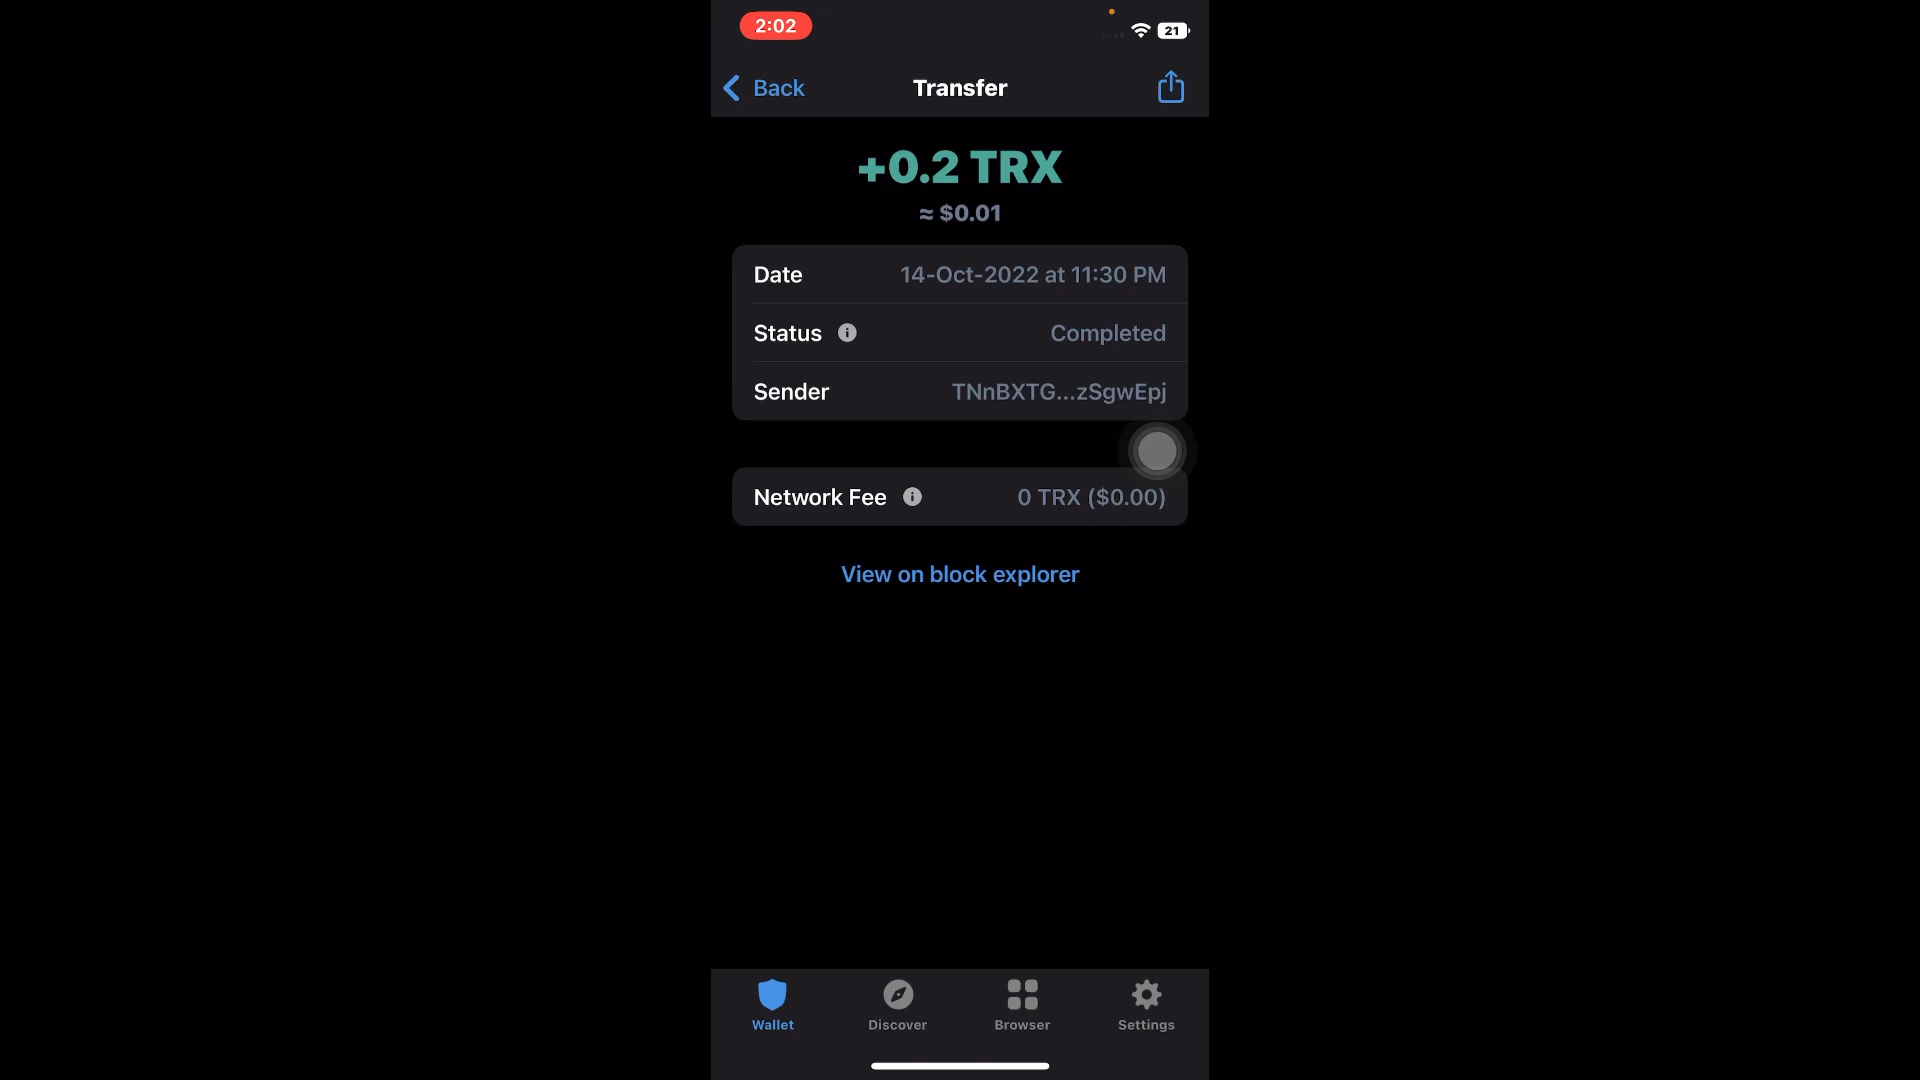 2:02
21
Back
Transfer
+0.2 TRX
≈ $0.01
Date 14-Oct-2022 at 11:30 PM
Status Completed
Sender TNnBXTG...zSgwEpj
Network Fee 0 TRX ($0.00)
View on block explorer
Wallet Discover Browser Settings